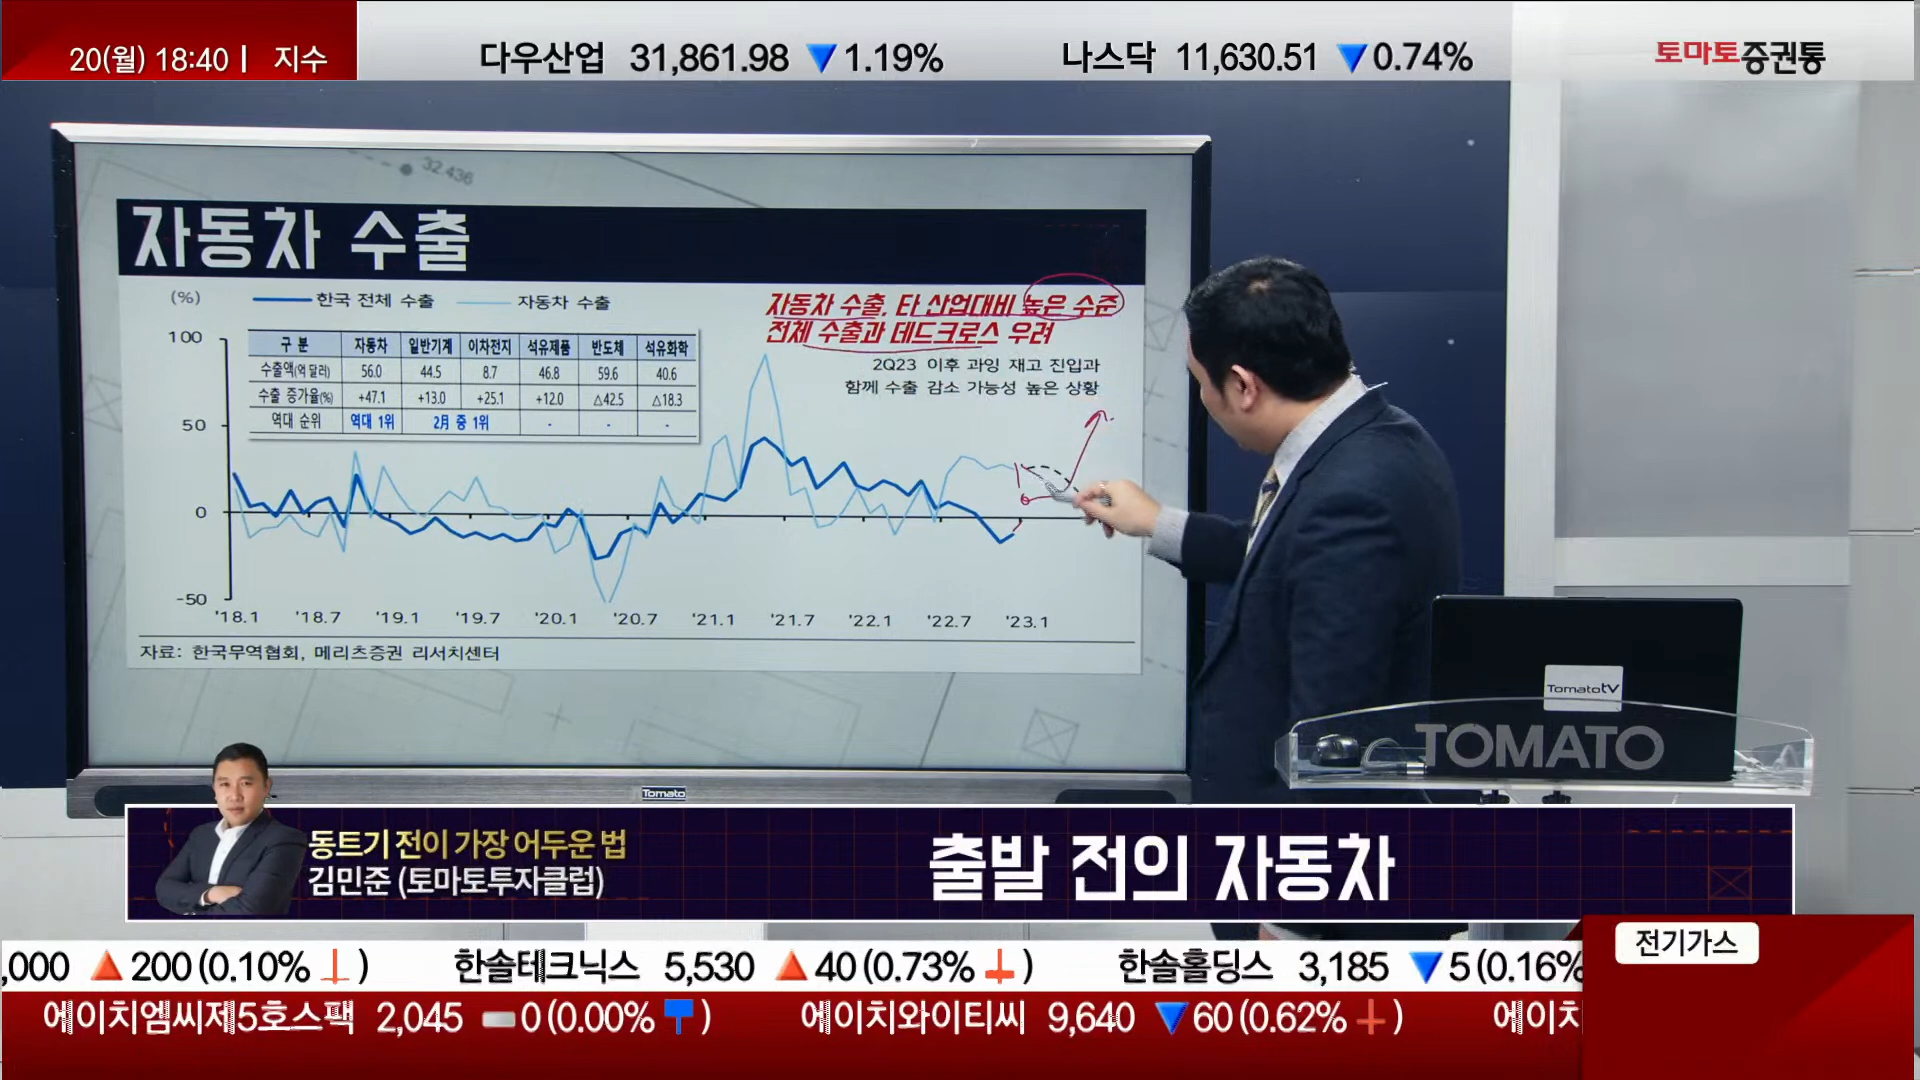 20(월) 18:40 | 지수
다우산업 31,861.98 ▼1.19% 나스닥 11,630.51 ▼0.74%
토마토증권통
32.436
자동차 수출
(%)
한국 전체 수출 자동차 수출
자동차 수출, 타 산업대비 높은 수준
전체 수출과 데드크로스 우려
2Q23 이후 과잉 재고 진입과
함께 수출 감소 가능성 높은 상황
구 분 자동차 일반기계 이차전지 석유제품 반도체 석유화학
수출액(억 달러) 56.0 44.5 8.7 46.8 59.6 40.6
수출 증가율(%) +47.1 +13.0 +25.1 +12.0 △42.5 △18.3
역대 순위 역대 1위 2월 중 1위 - - -
100
50
0
-50
'18.1 '18.7 '19.1 '19.7 '20.1 '20.7 '21.1 '21.7 '22.1 '22.7 '23.1
자료: 한국무역협회, 메리츠증권 리서치센터
Tomato
Tomatotv
TOMATO
동트기 전이 가장 어두운 법
김민준 (토마토투자클럽)
출발 전의 자동차
전기가스
,000 ▲200(0.10% ) 한솔테크닉스 5,530 ▲40(0.73% ) 한솔홀딩스 3,185 ▼5(0.16%
에이치엠씨제5호스팩 2,045 0(0.00% ) 에이치와이티씨 9,640 ▼60(0.62% ) 에이치